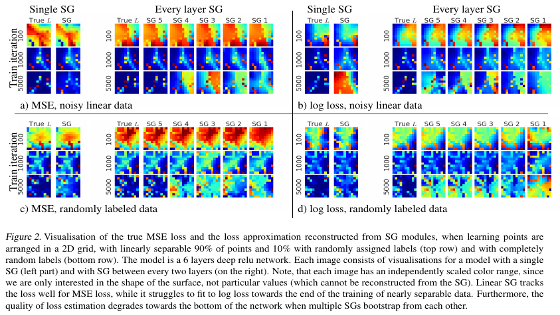 Single SG Every layer SG Single SG Every layer SG
True L SG True L SG 5 SG 4 SG 3 SG 2 SG 1 True L SG True L SG 5 SG 4 SG 3 SG 2 SG 1
Train iteration
100
1000
5000
a) MSE, noisy linear data b) log loss, noisy linear data
True L SG True L SG 5 SG 4 SG 3 SG 2 SG 1 True L SG True L SG 5 SG 4 SG 3 SG 2 SG 1
Train iteration
100
1000
5000
c) MSE, randomly labeled data d) log loss, randomly labeled data
Figure 2. Visualisation of the true MSE loss and the loss approximation reconstructed from SG modules, when learning points are
arranged in a 2D grid, with linearly separable 90% of points and 10% with randomly assigned labels (top row) and with completely
random labels (bottom row). The model is a 6 layers deep relu network. Each image consists of visualisations for a model with a single
SG (left part) and with SG between every two layers (on the right). Note, that each image has an independently scaled color range, since
we are only interested in the shape of the surface, not particular values (which cannot be reconstructed from the SG). Linear SG tracks
the loss well for MSE loss, while it struggles to fit to log loss towards the end of the training of nearly separable data. Furthermore, the
quality of loss estimation degrades towards the bottom of the network when multiple SGs bootstrap from each other.